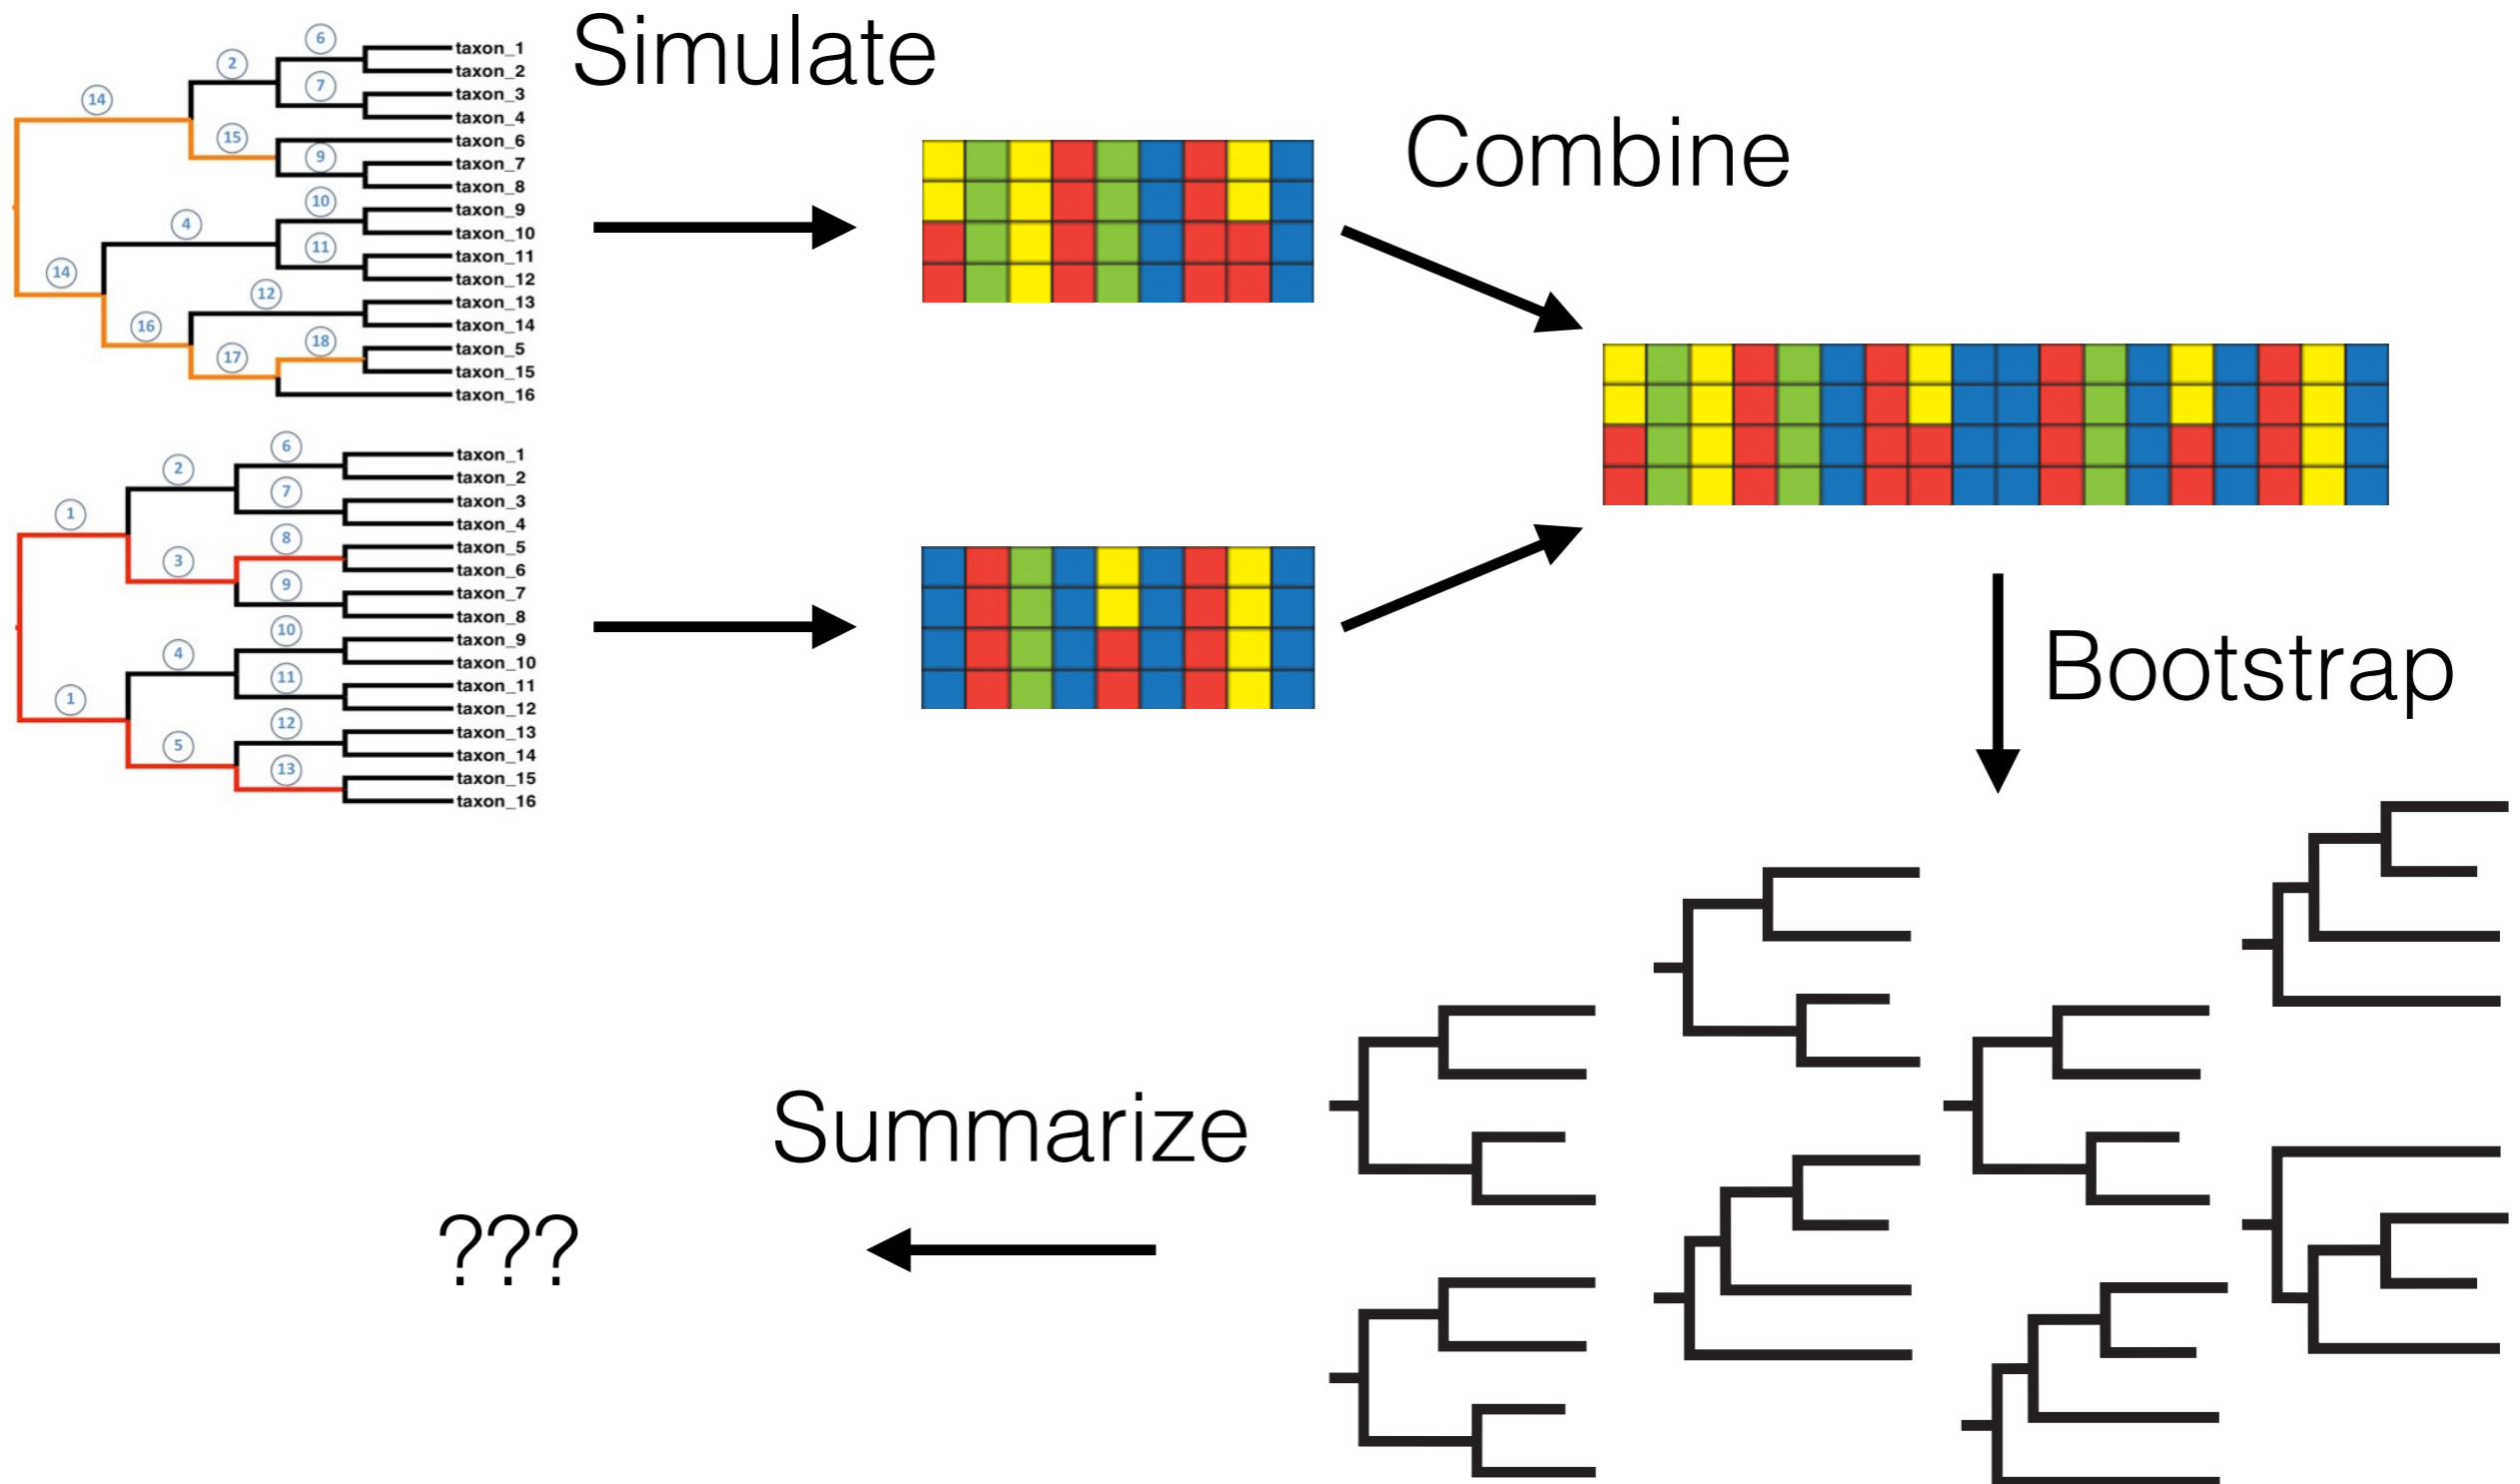 Simulate
6
taxon_1
2
taxon_2
7
taxon_3
14
taxon_4
15
taxon_6
9
taxon_7
taxon_8
10
taxon_9
4
taxon_10
11
taxon_11
14
taxon_12
12
taxon_13
16
taxon_14
18
taxon_5
17
taxon_15
taxon_16
Combine
6
taxon_1
2
taxon_2
7
taxon_3
1
taxon_4
8
taxon_5
3
taxon_6
9
taxon_7
taxon_8
10
taxon_9
4
taxon_10
11
taxon_11
1
taxon_12
12
taxon_13
5
taxon_14
13
taxon_15
taxon_16
Bootstrap
Summarize
???